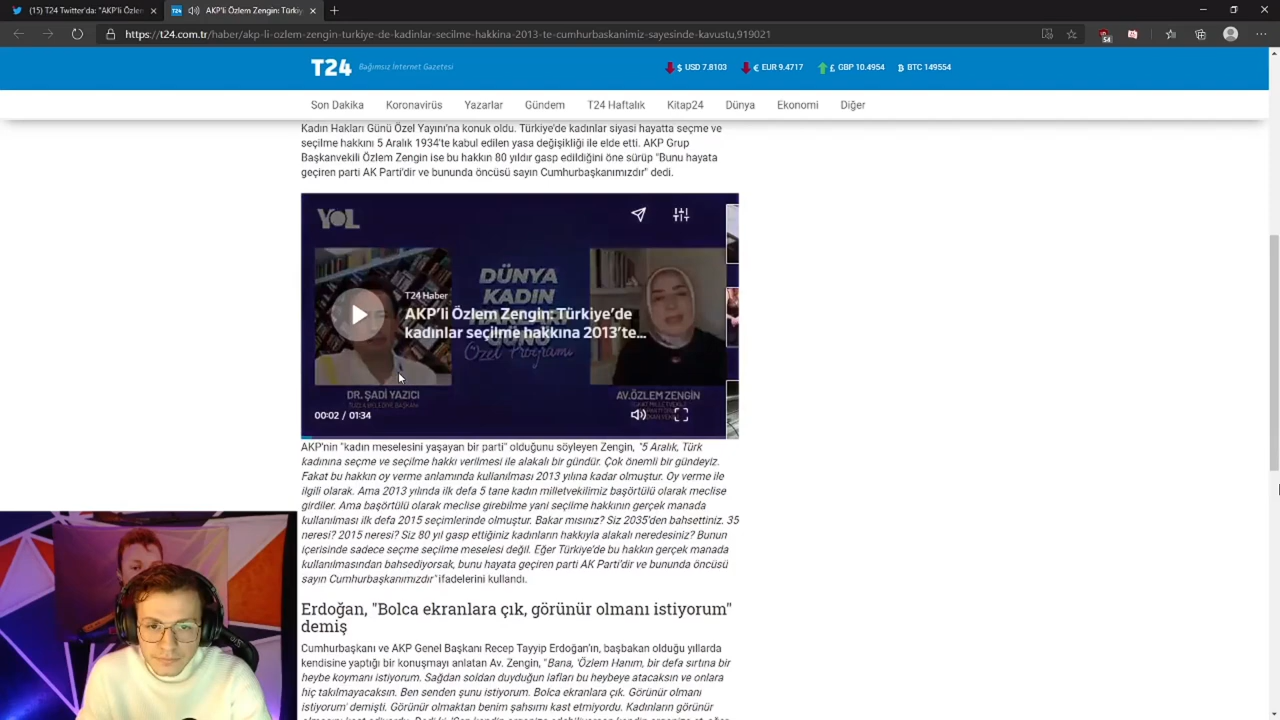 (15) T24 Twitter'da: "AKP'li Özlem
AKP'li Özlem Zengin: Türkiy
https://t24.com.tr/haber/akp-li-ozlem-zengin-turkiye-de-kadinlar-secilme-hakkina-2013-te-cumhurbaskanimiz-sayesinde-kavustu,919021
54
T24 Bağımsız İnternet Gazetesi
$ USD 7.8103 € EUR 9.4717 £ GBP 10.4954 BTC 149554
Son Dakika Koronavirüs Yazarlar Gündem T24 Haftalık Kitap24 Dünya Ekonomi Diğer
Kadın Hakları Günü Özel Yayını'na konuk oldu. Türkiye'de kadınlar siyasi hayatta seçme ve
seçilme hakkını 5 Aralık 1934'te kabul edilen yasa değişikliği ile elde etti. AKP Grup
Başkanvekili Özlem Zengin ise bu hakkın 80 yıldır gasp edildiğini öne sürüp "Bunu hayata
geçiren parti AK Parti'dir ve bununda öncüsü sayın Cumhurbaşkanımızdır" dedi.
YOL
DÜNYA
KADIN
HAKLARI
GÜNÜ
Özel Programı
T24 Haber
AKP'li Özlem Zengin: Türkiye'de
kadınlar seçilme hakkına 2013'te...
DR. ŞADİ YAZICI
AV.ÖZLEM ZENGİN
00:02 / 01:34
AKP'nin "kadın meselesini yaşayan bir parti" olduğunu söyleyen Zengin, "5 Aralık, Türk
kadınına seçme ve seçilme hakkı verilmesi ile alakalı bir gündür. Çok önemli bir gündeyiz.
Fakat bu hakkın oy verme anlamında kullanılması 2013 yılına kadar olmuştur. Oy verme ile
ilgili olarak. Ama 2013 yılında ilk defa 5 tane kadın milletvekilimiz başörtülü olarak meclise
girdiler. Ama başörtülü olarak meclise girebilme yani seçilme hakkının gerçek manada
kullanılması ilk defa 2015 seçimlerinde olmuştur. Bakar mısınız? Siz 2035'den bahsettiniz. 35
neresi? 2015 neresi? Siz 80 yıl gasp ettiğiniz kadınların hakkıyla alakalı neredesiniz? Bunun
içerisinde sadece seçme seçilme meselesi değil. Eğer Türkiye'de bu hakkın gerçek manada
kullanılmasından bahsediyorsak, bunu hayata geçiren parti AK Parti'dir ve bununda öncüsü
sayın Cumhurbaşkanımızdır" ifadelerini kullandı.
Erdoğan, "Bolca ekranlara çık, görünür olmanı istiyorum"
demiş
Cumhurbaşkanı ve AKP Genel Başkanı Recep Tayyip Erdoğan'ın, başbakan olduğu yıllarda
kendisine yaptığı bir konuşmayı anlatan Av. Zengin, "Bana, 'Özlem Hanım, bir defa sırtına bir
heybe koymanı istiyorum. Sağdan soldan duyduğun lafları bu heybeye atacaksın ve onlara
hiç takılmayacaksın. Ben senden şunu istiyorum. Bolca ekranlara çık. Görünür olmanı
istiyorum' demişti. Görünür olmaktan benim şahsımı kast etmiyordu. Kadınların görünür